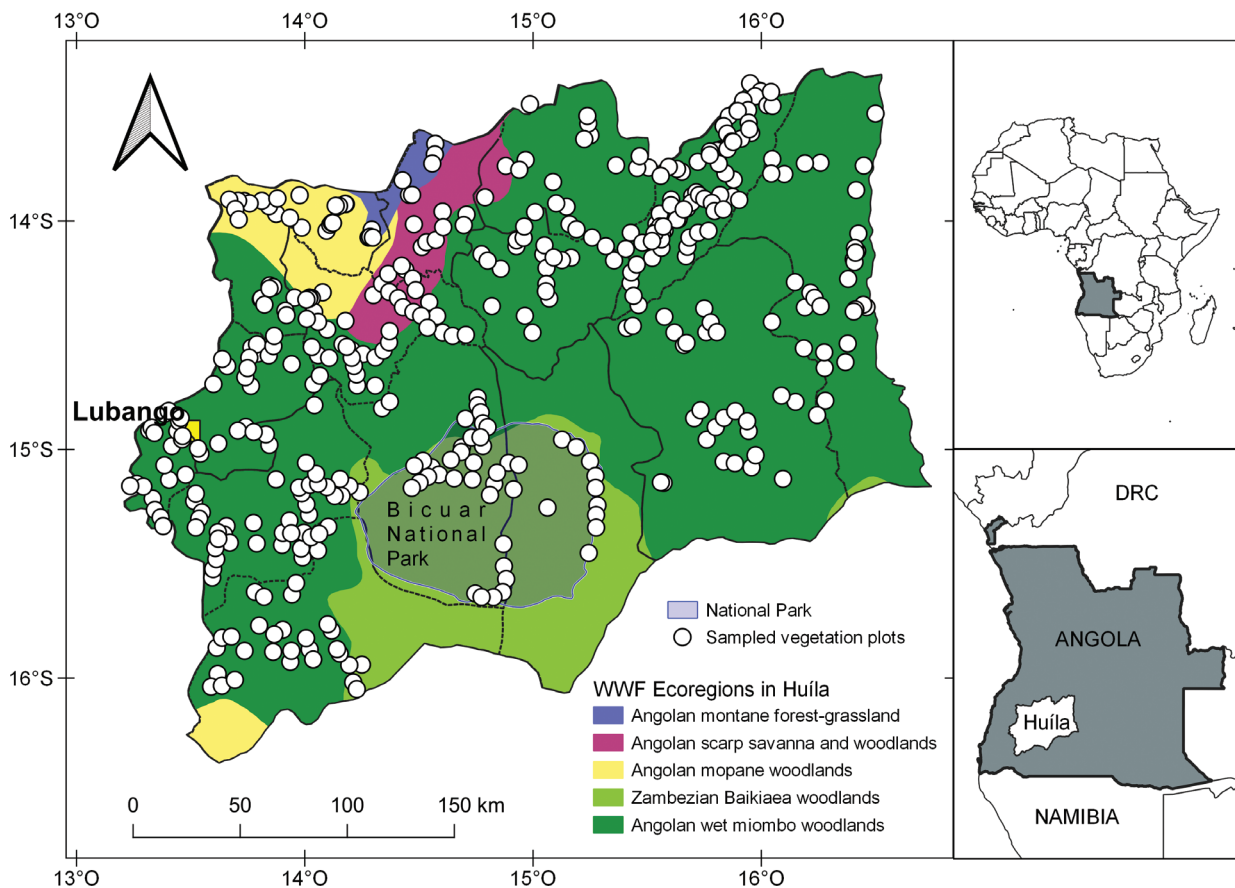 13°O 14°O 15°O 16°O
14°S
Lubango
15°S
Bicuar
National
Park
National Park
Sampled vegetation plots
16°S
WWF Ecoregions in Huíla
Angolan montane forest-grassland
Angolan scarp savanna and woodlands
Angolan mopane woodlands
Zambezian Baikiaea woodlands
Angolan wet miombo woodlands
0 50 100 150 km
13°O 14°O 15°O 16°O
DRC
ANGOLA
Huíla
NAMIBIA